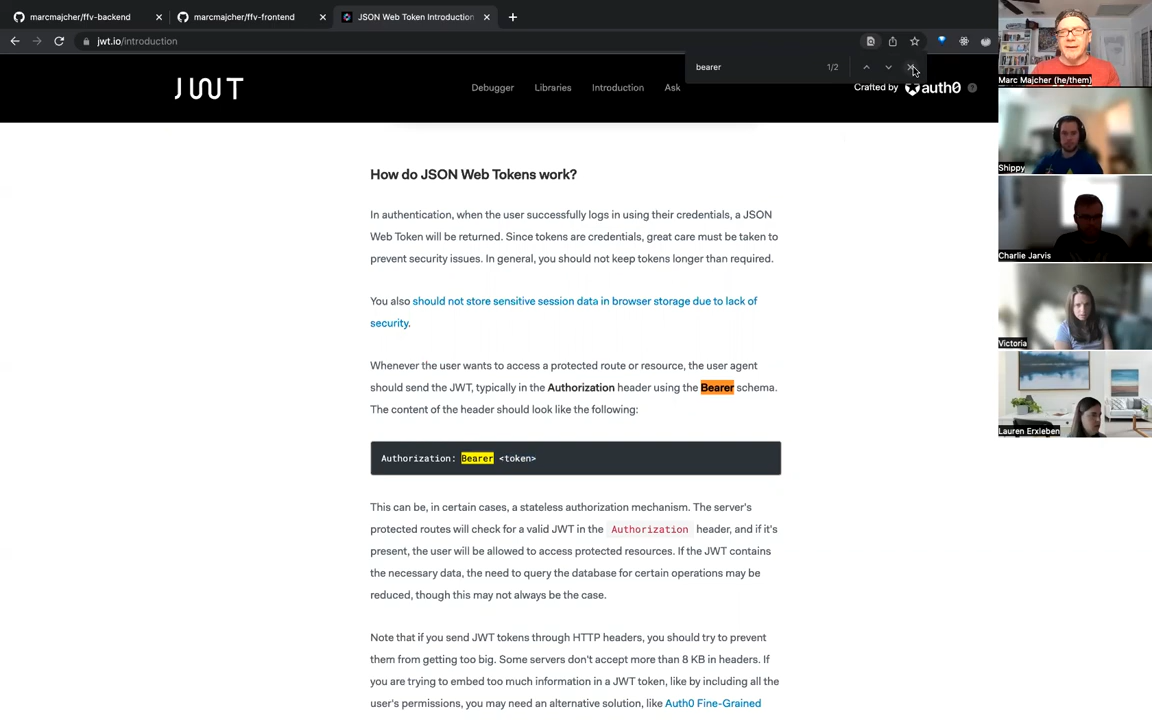 marcmajcher/ffv-backend
marcmajcher/ffv-frontend
JSON Web Token Introduction
jwt.io/introduction
bearer
1/2
JWT
Debugger
Libraries
Introduction
Ask
Crafted by auth0
Marc Majcher (he/them)
Shippy
Charlie Jarvis
Victoria
Lauren Erxleben
How do JSON Web Tokens work?
In authentication, when the user successfully logs in using their credentials, a JSON
Web Token will be returned. Since tokens are credentials, great care must be taken to
prevent security issues. In general, you should not keep tokens longer than required.
You also should not store sensitive session data in browser storage due to lack of
security.
Whenever the user wants to access a protected route or resource, the user agent
should send the JWT, typically in the Authorization header using the Bearer schema.
The content of the header should look like the following:
Authorization: Bearer <token>
This can be, in certain cases, a stateless authorization mechanism. The server's
protected routes will check for a valid JWT in the Authorization header, and if it's
present, the user will be allowed to access protected resources. If the JWT contains
the necessary data, the need to query the database for certain operations may be
reduced, though this may not always be the case.
Note that if you send JWT tokens through HTTP headers, you should try to prevent
them from getting too big. Some servers don't accept more than 8 KB in headers. If
you are trying to embed too much information in a JWT token, like by including all the
user's permissions, you may need an alternative solution, like Auth0 Fine-Grained